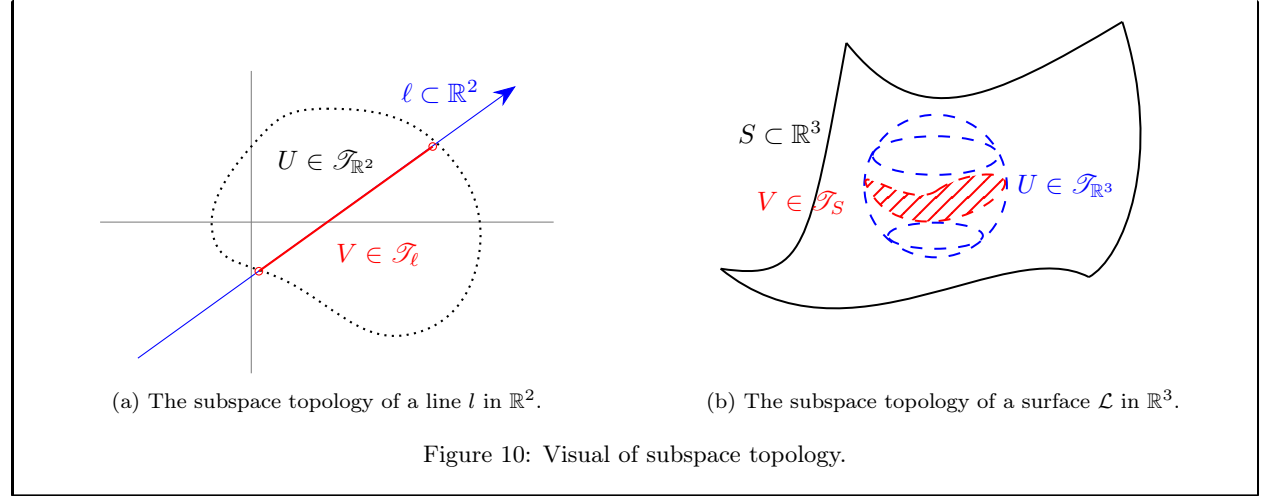 ℓ ⊂ ℝ²
U ∈ 𝒯_ℝ²
V ∈ 𝒯_ℓ
S ⊂ ℝ³
V ∈ 𝒯_S
U ∈ 𝒯_ℝ³
(a) The subspace topology of a line l in ℝ².
(b) The subspace topology of a surface ℒ in ℝ³.
Figure 10: Visual of subspace topology.